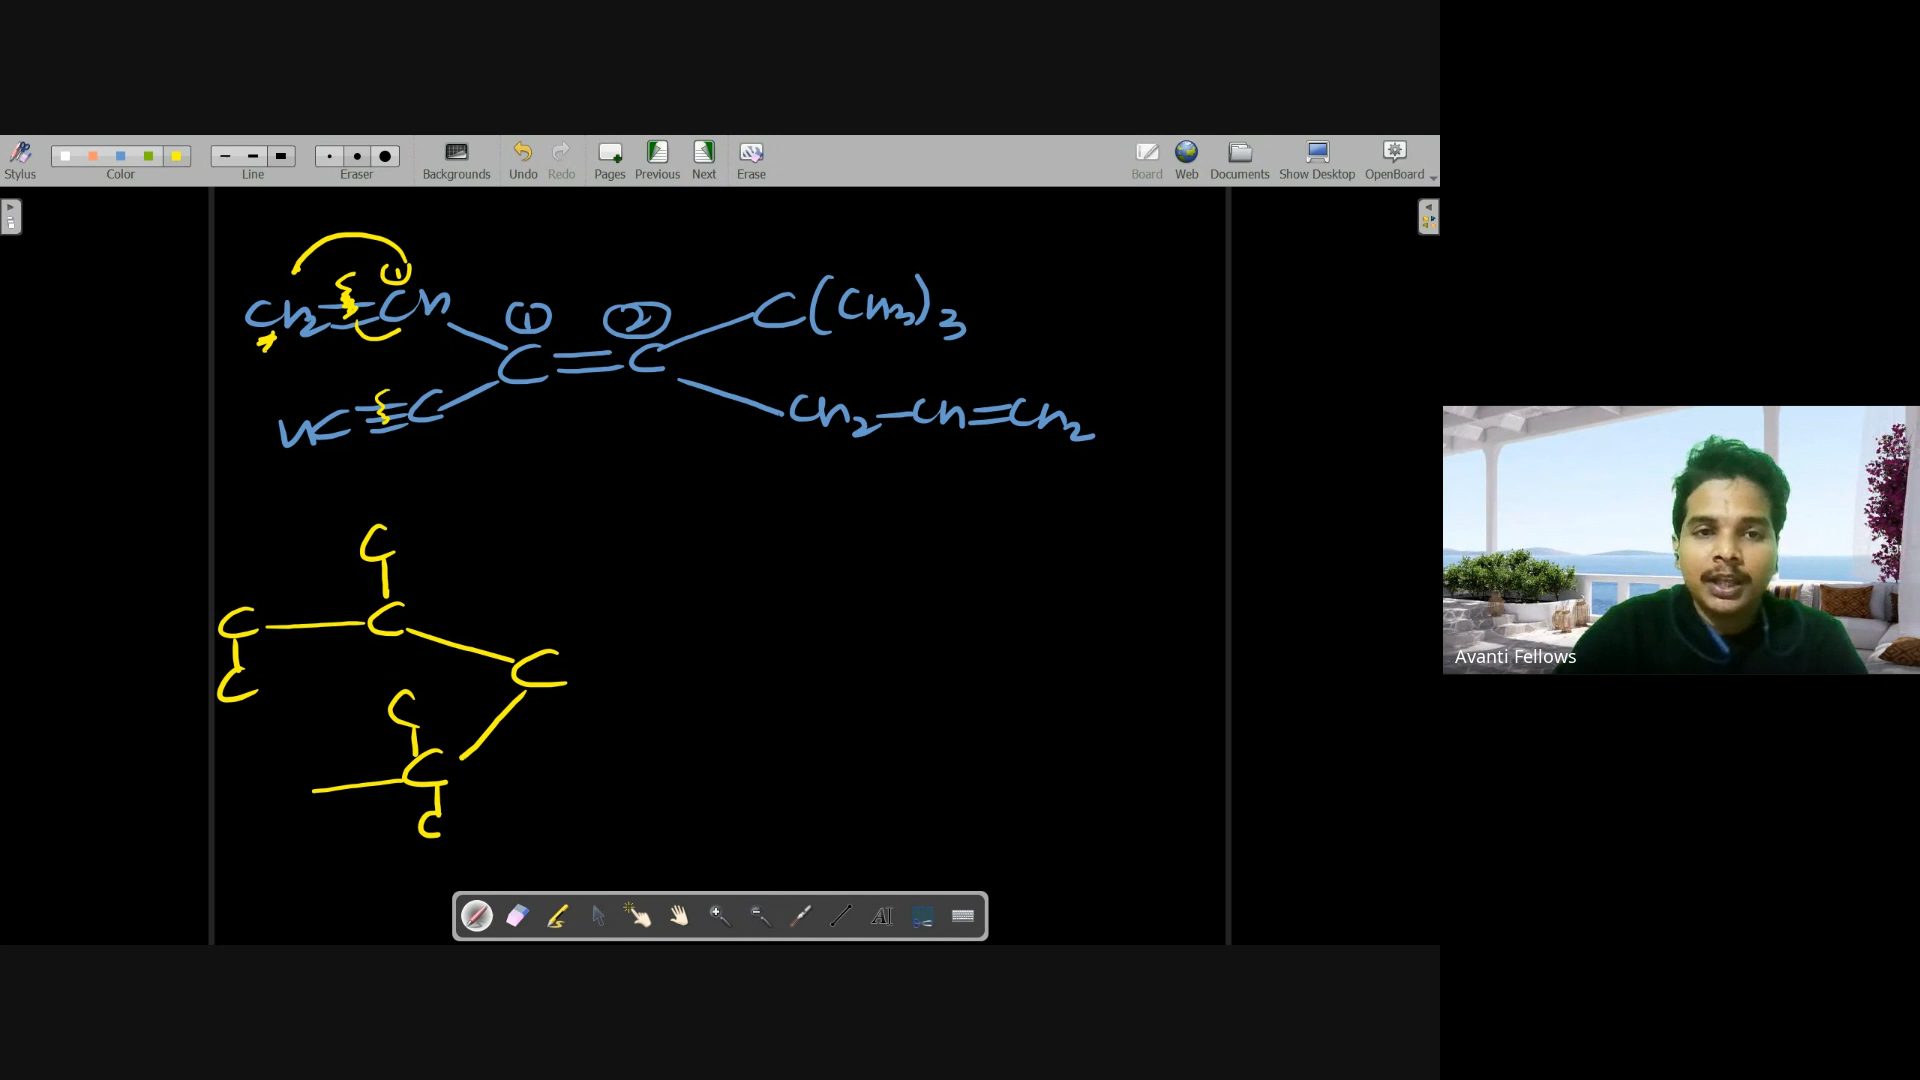 Stylus Color Line Eraser Backgrounds Undo Redo Pages Previous Next Erase Board Web Documents Show Desktop OpenBoard
CH2=CH ① ① ② C(CH3)3
C=C
HC≡C CH2-CH=CH2
C
C-C
C C
C
C
C
Avanti Fellows